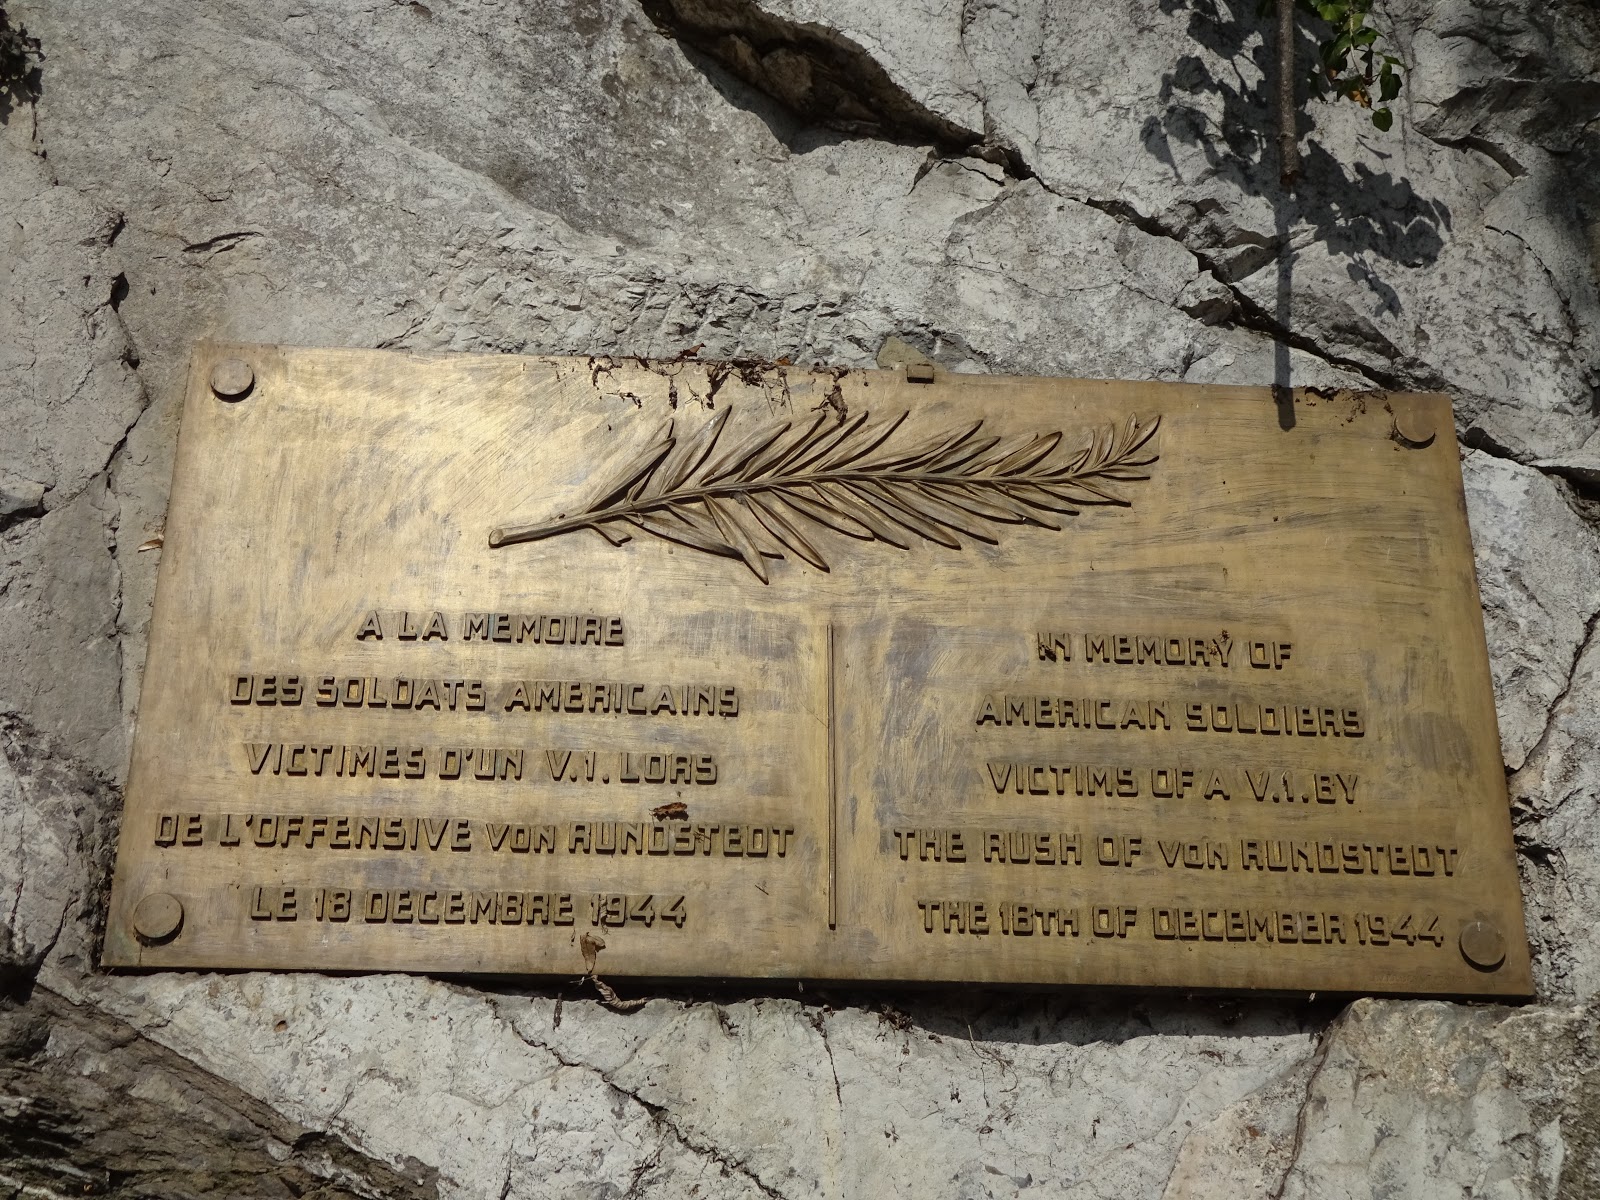 A LA MEMOIRE
DES SOLDATS AMERICAINS
VICTIMES D'UN V.1. LORS
DE L'OFFENSIVE VON RUNDSTEDT
LE 18 DECEMBRE 1944
IN MEMORY OF
AMERICAN SOLDIERS
VICTIMS OF A V.1. BY
THE RUSH OF VON RUNDSTEDT
THE 18TH OF DECEMBER 1944